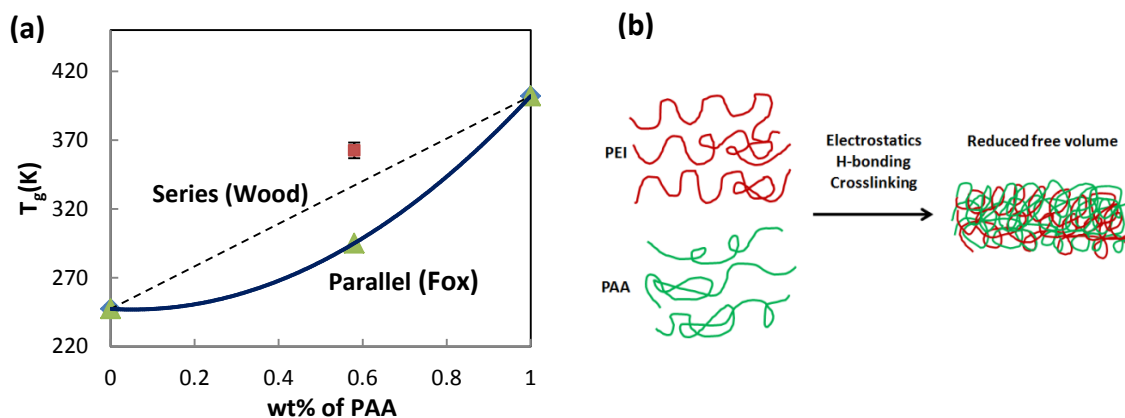 (a)
T_g(K)
420
370
320
270
220
Series (Wood)
Parallel (Fox)
0
0.2
0.4
0.6
0.8
1
wt% of PAA
(b)
PEI
PAA
Electrostatics
H-bonding
Crosslinking
Reduced free volume